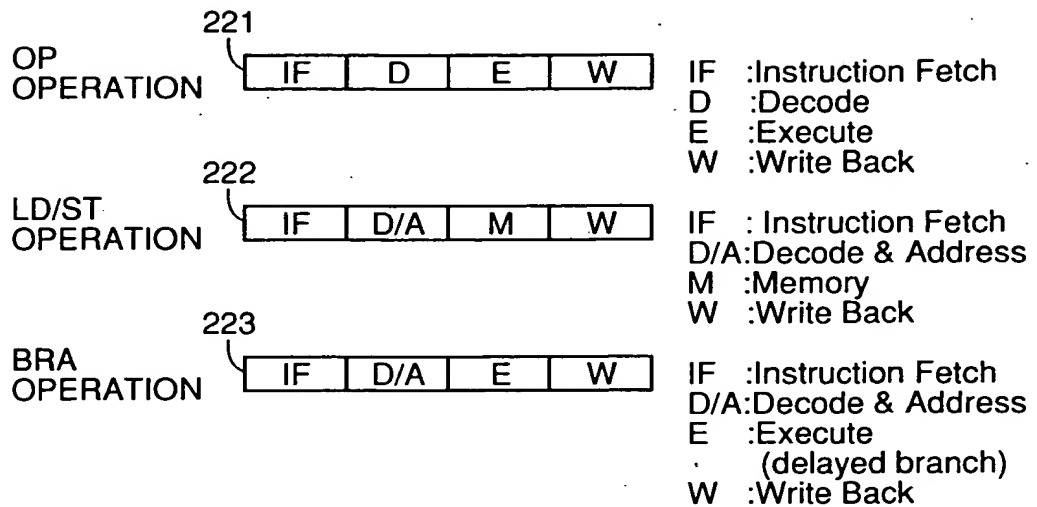 221
OP
OPERATION
IF D E W
IF :Instruction Fetch
D :Decode
E :Execute
W :Write Back
222
LD/ST
OPERATION
IF D/A M W
IF : Instruction Fetch
D/A:Decode & Address
M :Memory
W :Write Back
223
BRA
OPERATION
IF D/A E W
IF :Instruction Fetch
D/A:Decode & Address
E :Execute
(delayed branch)
W :Write Back